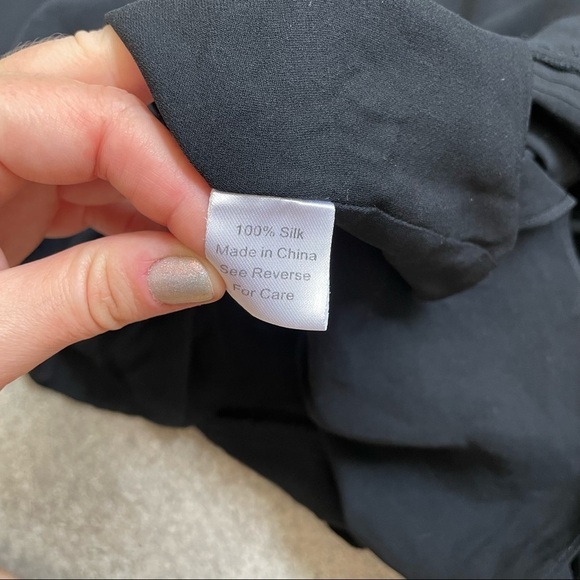 100% Silk
Made in China
See Reverse
For Care